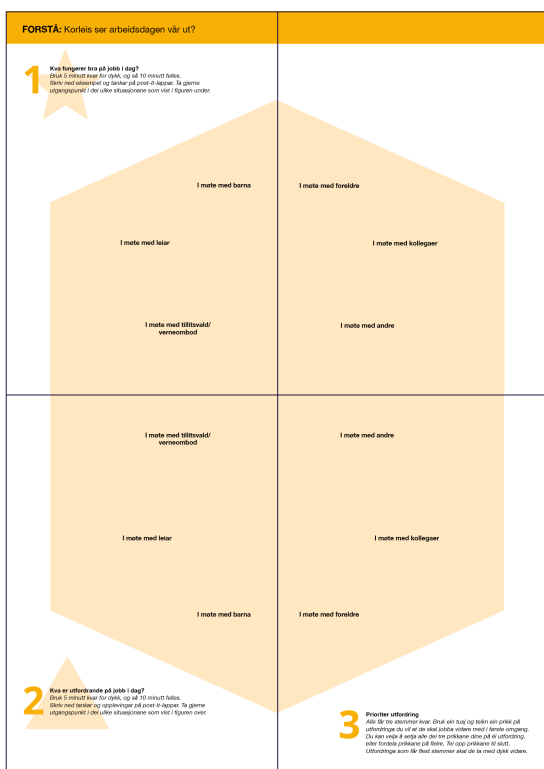 FORSTÅ: Korleis ser arbeidsdagen vår ut?
1
Kva fungerer bra på jobb i dag?
Bruk 5 minutt kvar for dykk, og så 10 minutt felles.
Skriv ned eksempel og tankar på post-it-lappar. Ta gjerne
utgangspunkt i dei ulike situasjonane som vist i figuren under.
I møte med barna
I møte med foreldre
I møte med leiar
I møte med kollegaer
I møte med tillitsvald/
verneombod
I møte med andre
I møte med tillitsvald/
verneombod
I møte med andre
I møte med leiar
I møte med kollegaer
I møte med barna
I møte med foreldre
2
Kva er utfordrande på jobb i dag?
Bruk 5 minutt kvar for dykk, og så 10 minutt felles.
Skriv ned tankar og opplevingar på post-it-lappar. Ta gjerne
utgangspunkt i dei ulike situasjonane som vist i figuren over.
3
Prioriter utfordring
Alle får tre stemmer kvar. Bruk ein tusj og teikn ein prikk på
utfordringa du vil at de skal jobba vidare med i første omgang.
Du kan velja å setja alle dei tre prikkane dine på éi utfordring,
eller fordela prikkane på fleire. Tel opp prikkane til slutt.
Utfordringa som får flest stemmer skal de ta med dykk vidare.